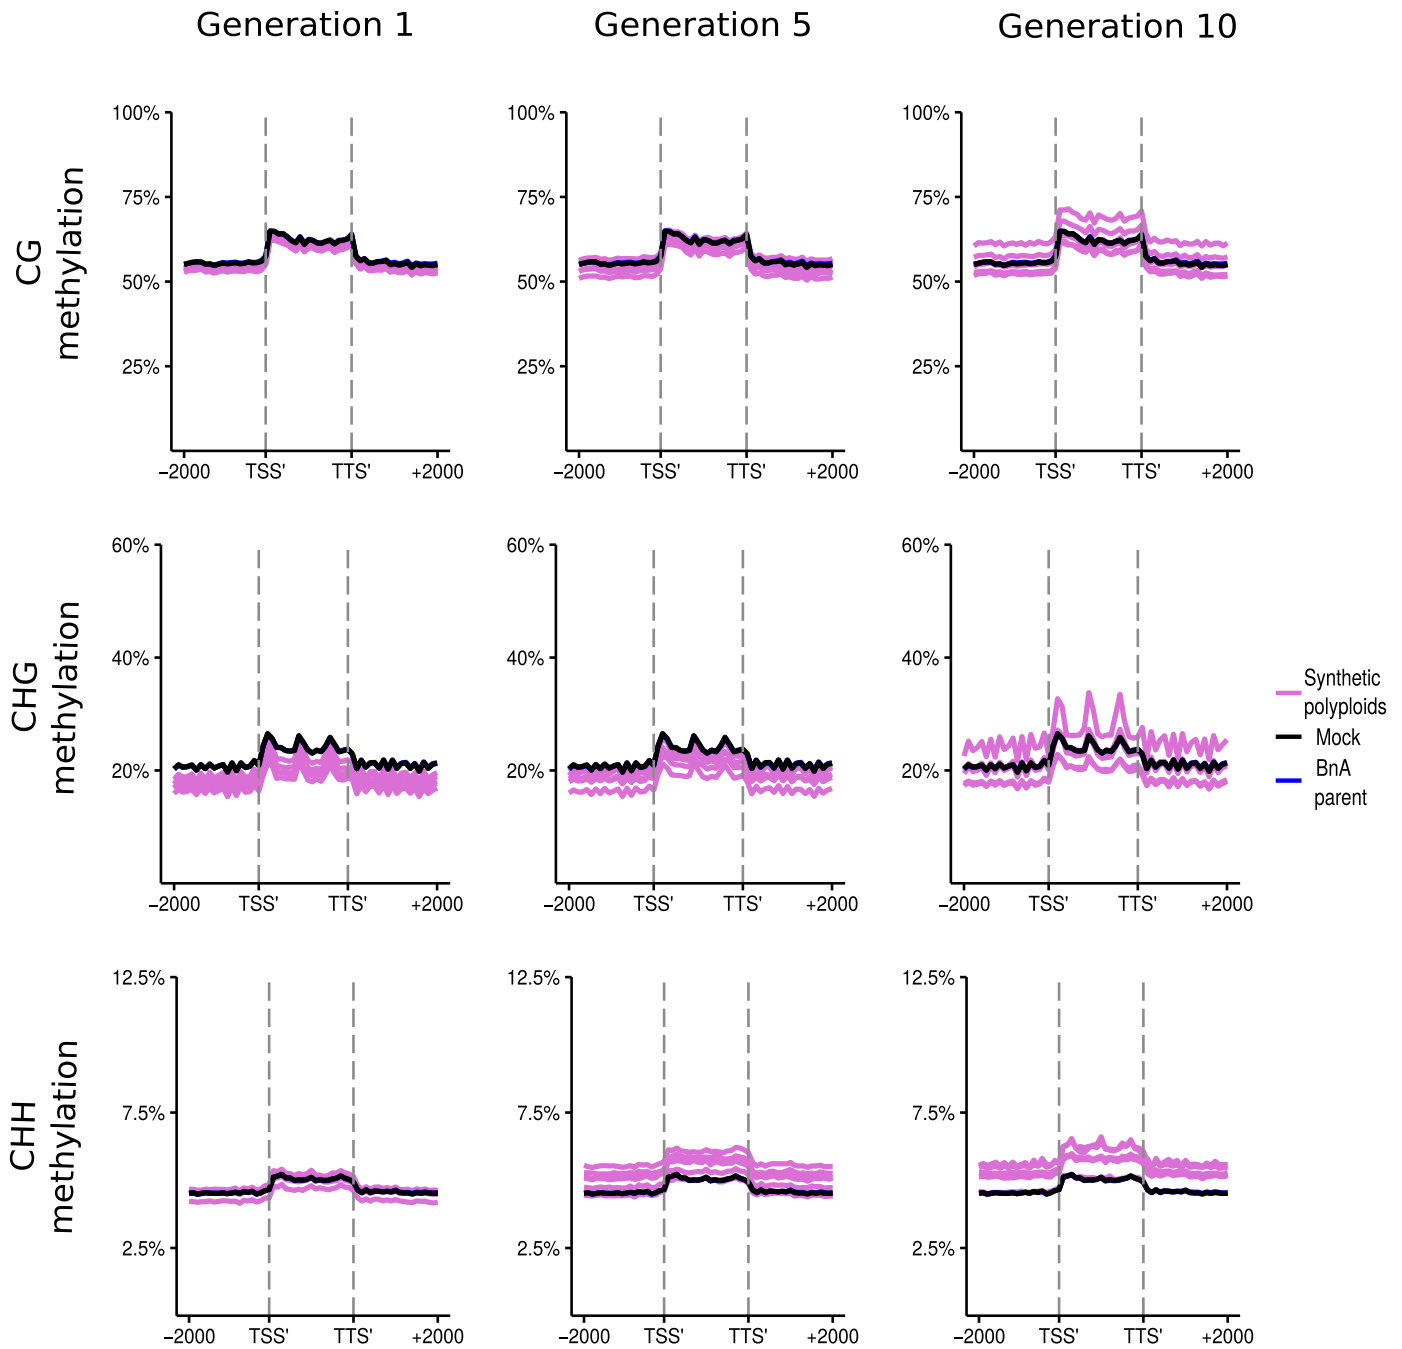 Generation 1
Generation 5
Generation 10
CG
methylation
100%
75%
50%
25%
−2000
TSS'
TTS'
+2000
100%
75%
50%
25%
−2000
TSS'
TTS'
+2000
100%
75%
50%
25%
−2000
TSS'
TTS'
+2000
CHG
methylation
60%
40%
20%
−2000
TSS'
TTS'
+2000
60%
40%
20%
−2000
TSS'
TTS'
+2000
60%
40%
20%
−2000
TSS'
TTS'
+2000
Synthetic
polyploids
Mock
BnA
parent
CHH
methylation
12.5%
7.5%
2.5%
−2000
TSS'
TTS'
+2000
12.5%
7.5%
2.5%
−2000
TSS'
TTS'
+2000
12.5%
7.5%
2.5%
−2000
TSS'
TTS'
+2000